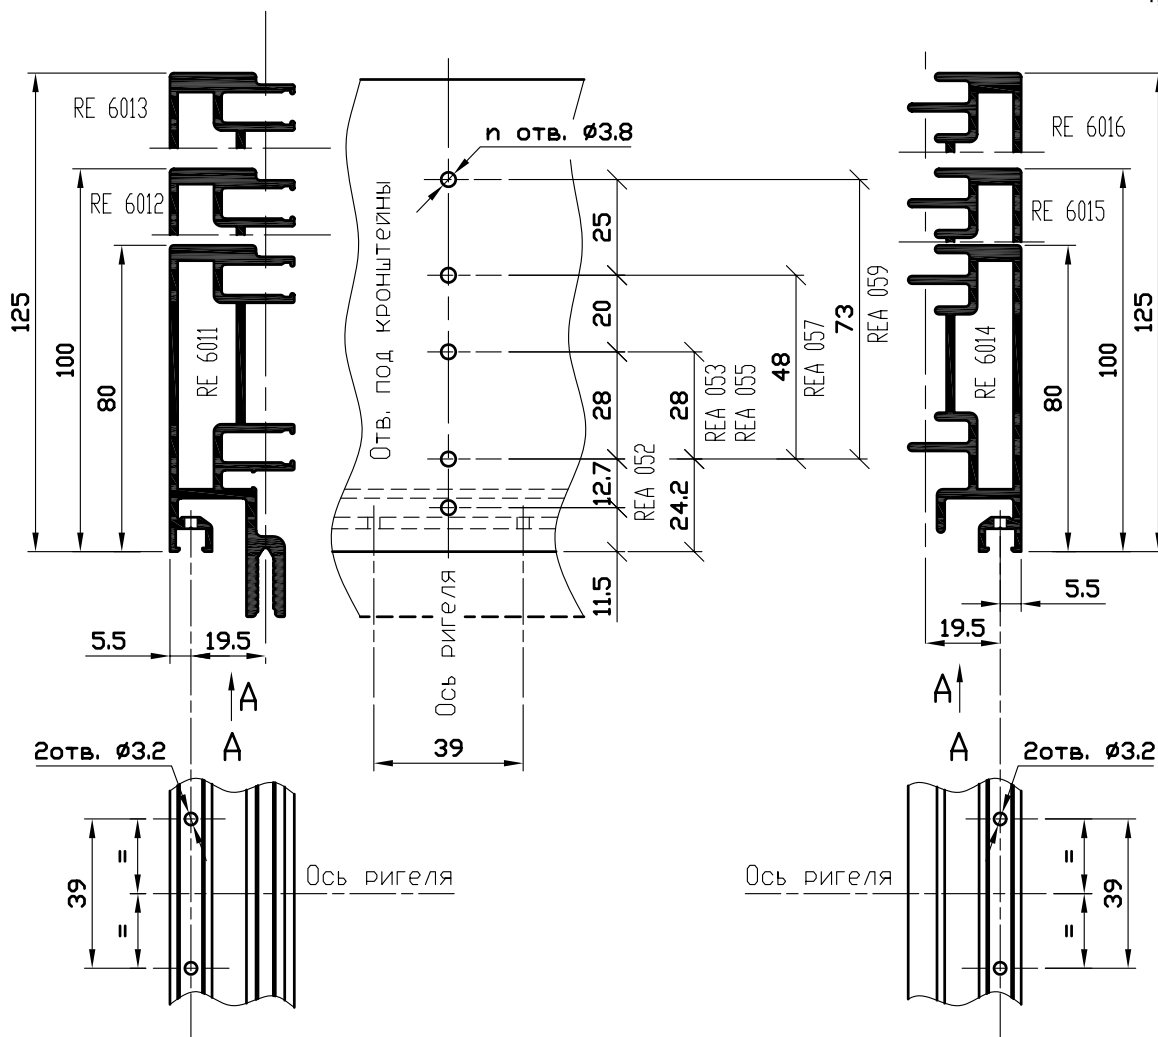 RE 6013
RE 6012
RE 6011
125
100
80
5.5
19.5
A
A
n отв. Ø3.8
Отв. под кронштейны
25
20
28
12.7
11.5
REA 052
28
24.2
REA 053
REA 055
48
REA 057
73
REA 059
Ось ригеля
39
RE 6016
RE 6015
RE 6014
80
100
125
5.5
19.5
A
A
2отв. Ø3.2
39
=
=
Ось ригеля
Ось ригеля
2отв. Ø3.2
=
=
39